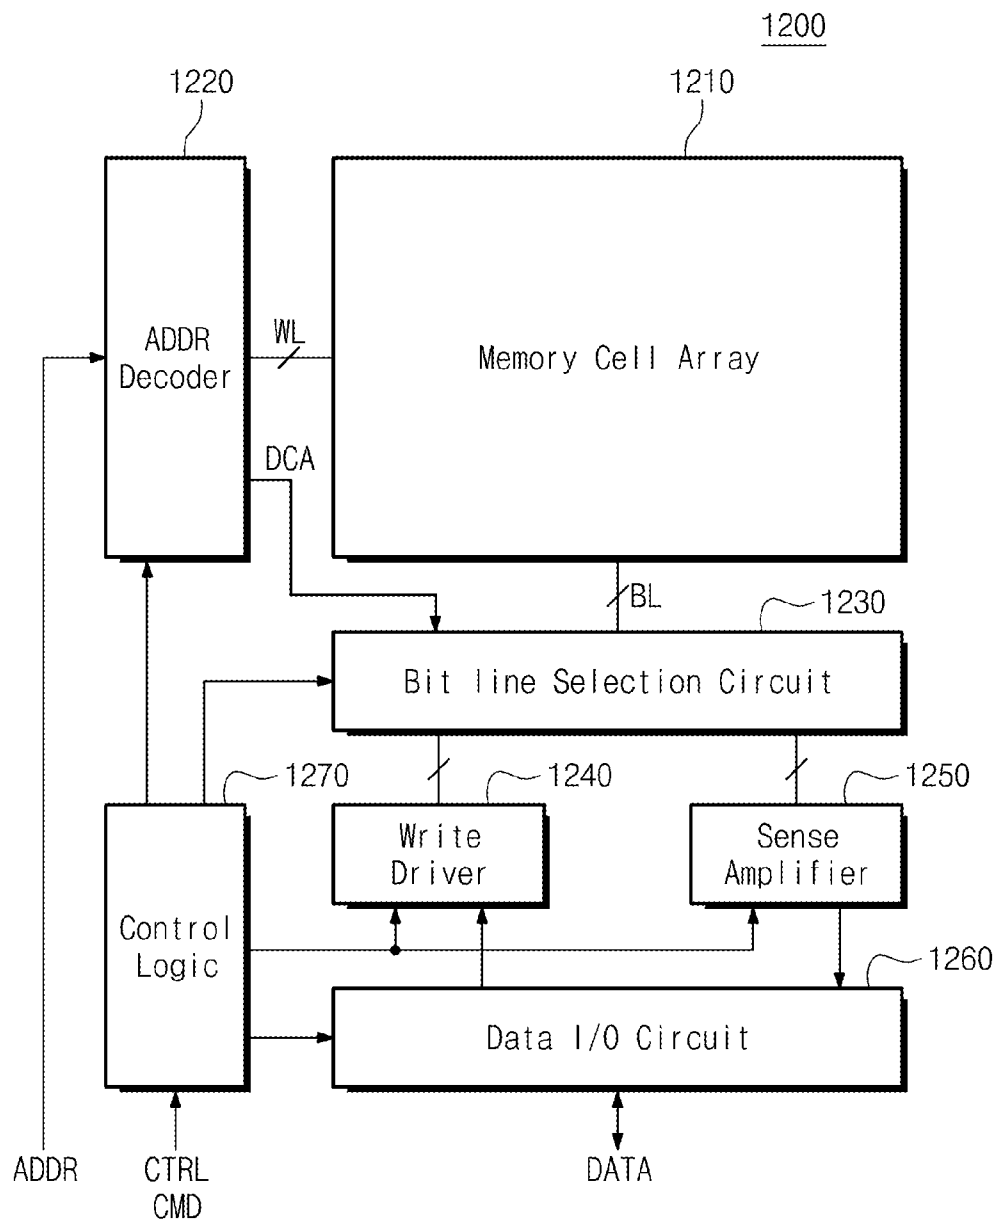 1200
1220
1210
ADDR
Decoder
WL
Memory Cell Array
DCA
BL
1230
Bit line Selection Circuit
1270
1240
1250
Write
Driver
Sense
Amplifier
Control
Logic
1260
Data I/O Circuit
ADDR
CTRL
CMD
DATA